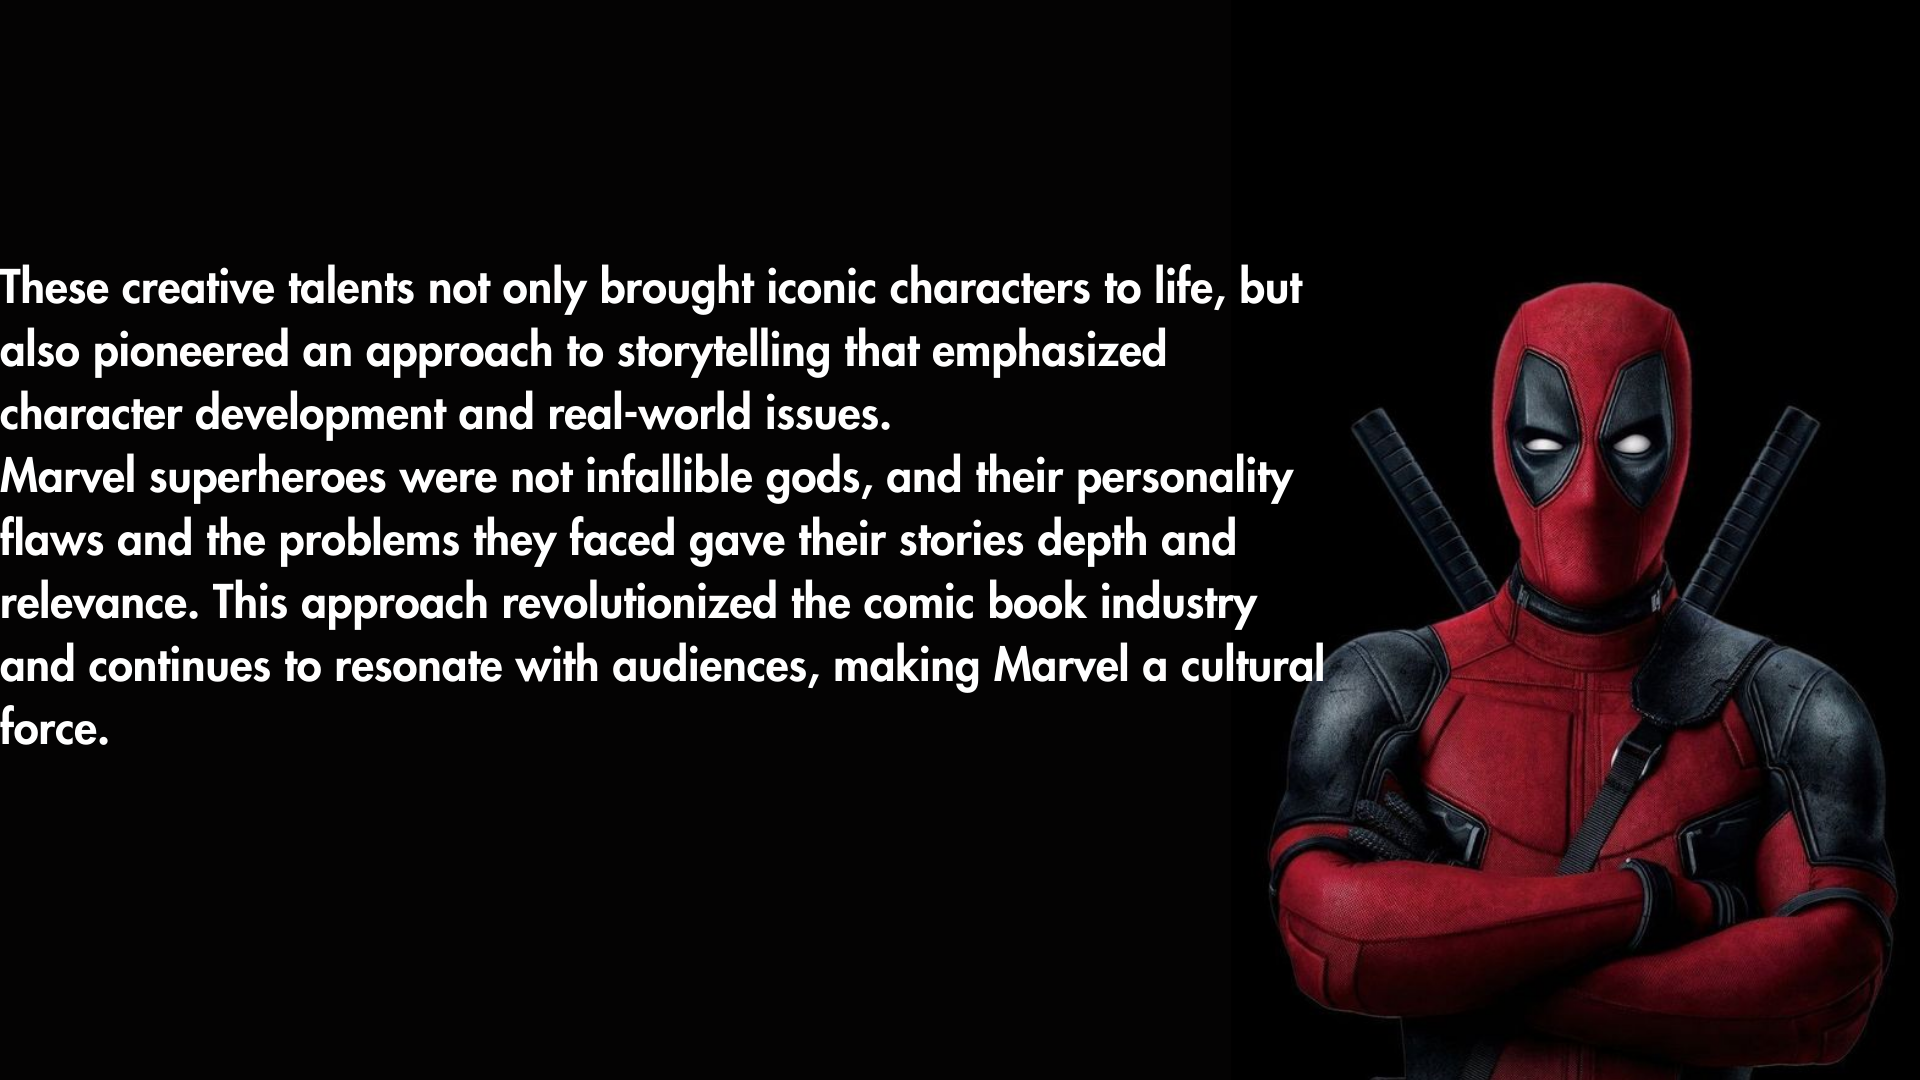 These creative talents not only brought iconic characters to life, but
also pioneered an approach to storytelling that emphasized
character development and real-world issues.
Marvel superheroes were not infallible gods, and their personality
flaws and the problems they faced gave their stories depth and
relevance. This approach revolutionized the comic book industry
and continues to resonate with audiences, making Marvel a cultural
force.